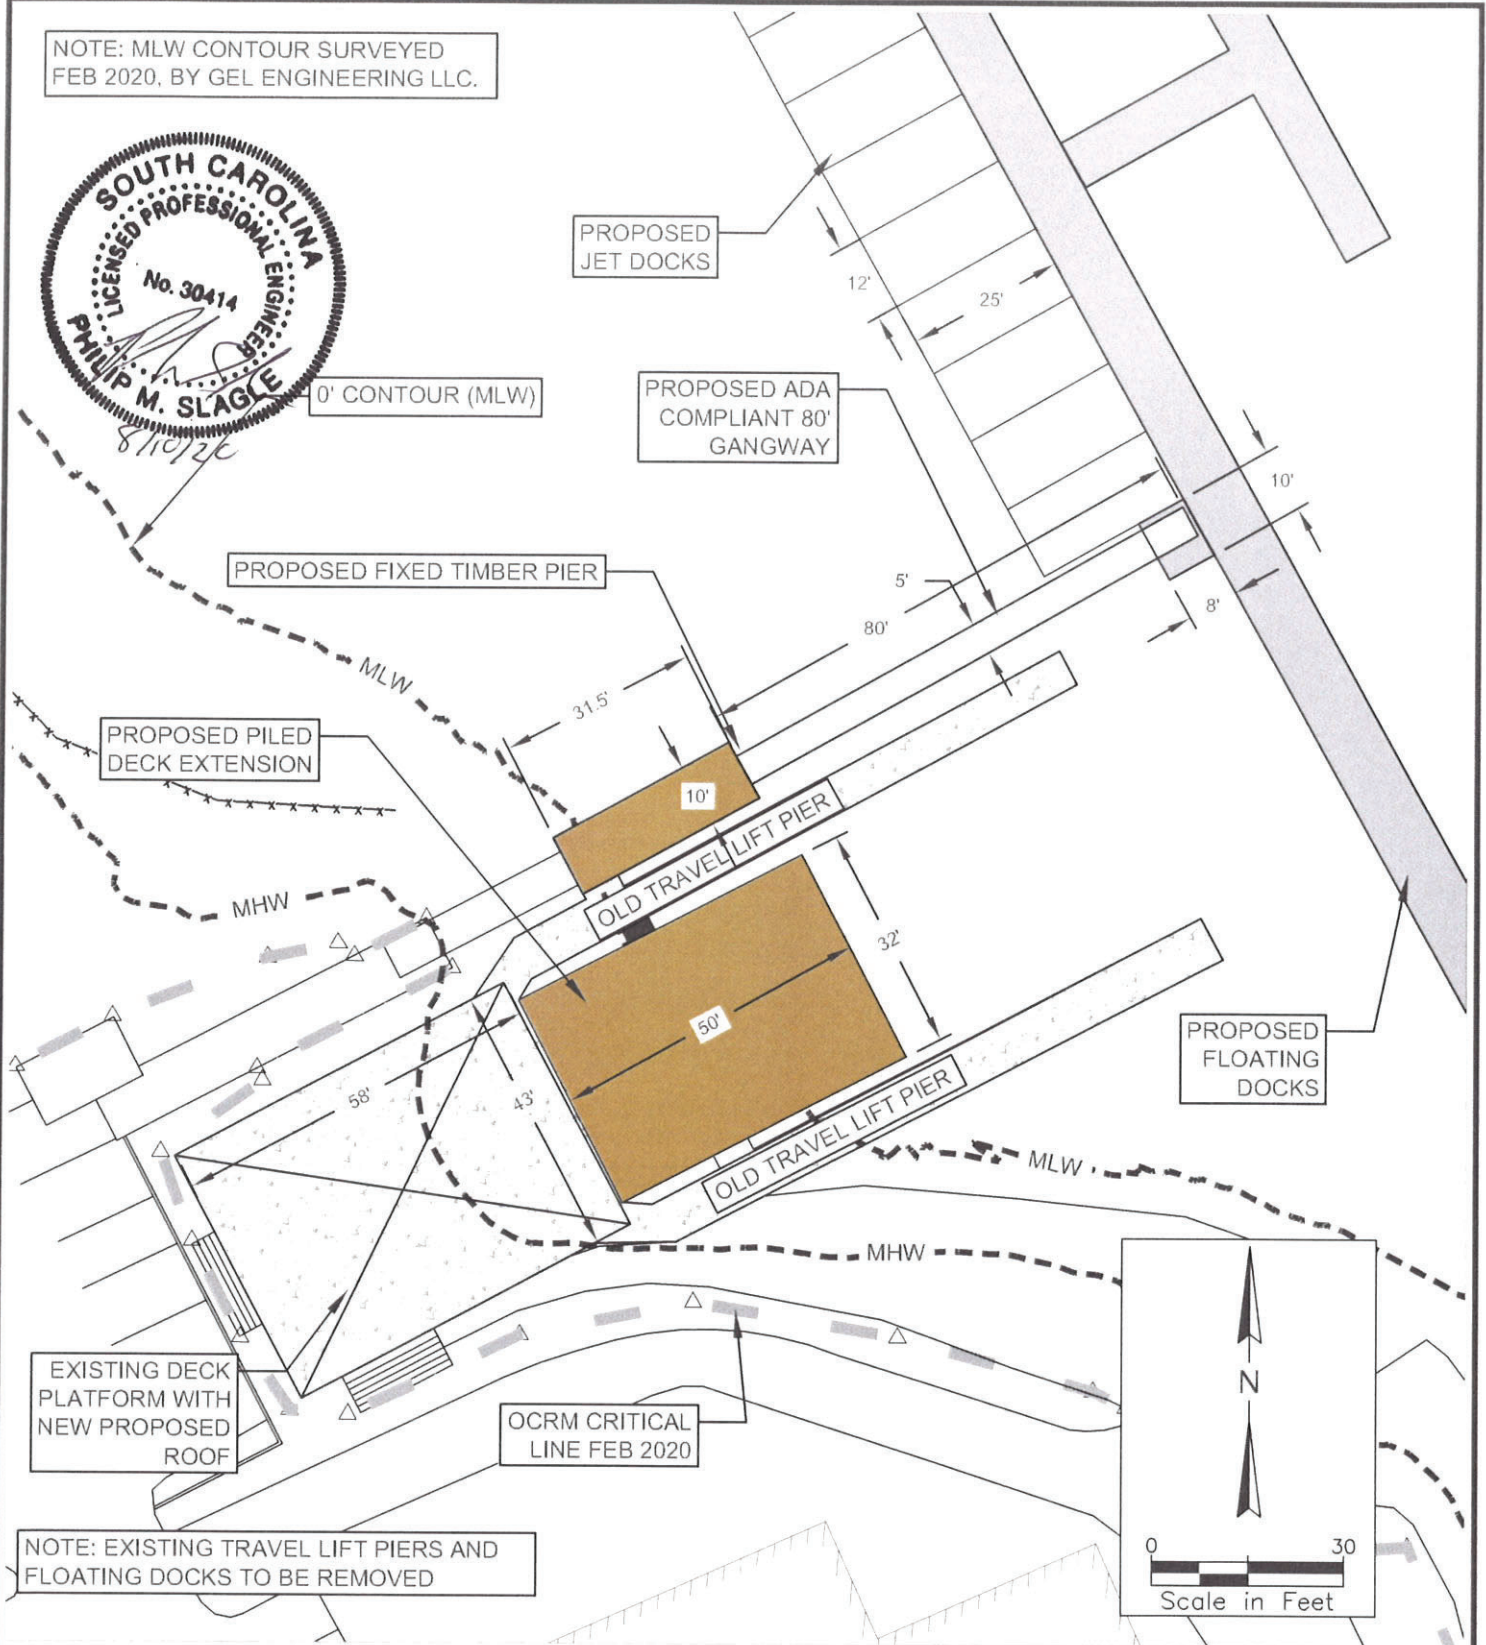 NOTE: MLW CONTOUR SURVEYED
FEB 2020, BY GEL ENGINEERING LLC.
SOUTH CAROLINA
LICENSED PROFESSIONAL ENGINEER
No. 30414
PHILIP M. SLAGLE
8/10/20
0' CONTOUR (MLW)
PROPOSED
JET DOCKS
12'
25'
PROPOSED ADA
COMPLIANT 80'
GANGWAY
10'
PROPOSED FIXED TIMBER PIER
5'
80'
8'
MLW
31.5'
PROPOSED PILED
DECK EXTENSION
10'
OLD TRAVEL LIFT PIER
MHW
32'
50'
58'
43'
PROPOSED
FLOATING
DOCKS
OLD TRAVEL LIFT PIER
MLW
MHW
EXISTING DECK
PLATFORM WITH
NEW PROPOSED
ROOF
OCRM CRITICAL
LINE FEB 2020
N
0 30
Scale in Feet
NOTE: EXISTING TRAVEL LIFT PIERS AND
FLOATING DOCKS TO BE REMOVED